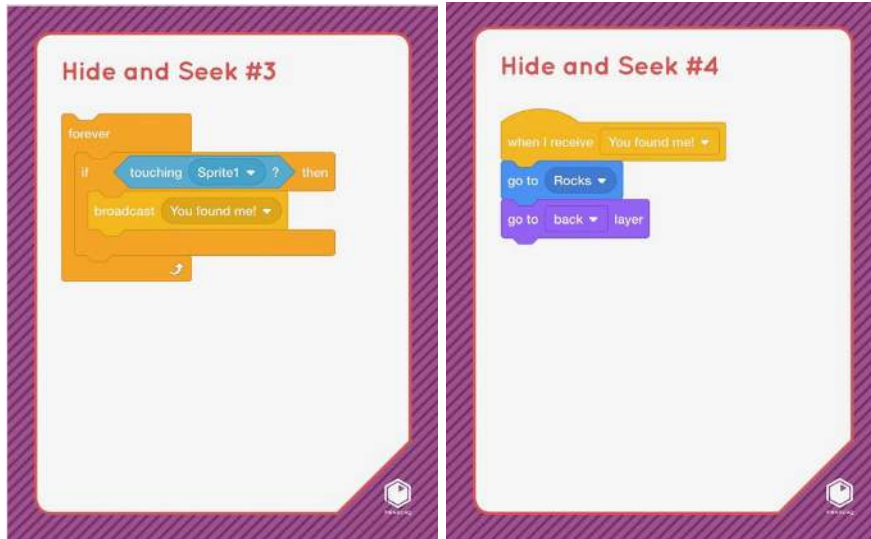 Hide and Seek #3
forever
if touching Sprite1 ? then
broadcast You found me!
Hide and Seek #4
when I receive You found me!
go to Rocks
go to back layer